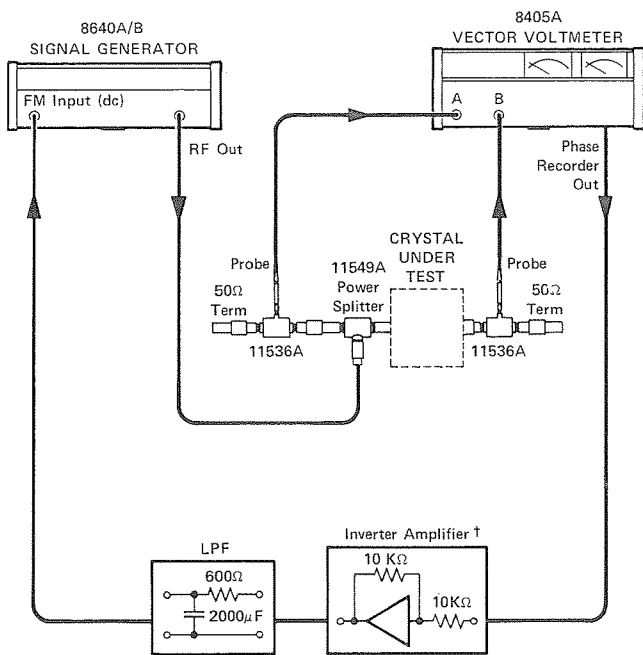 8640A/B
SIGNAL GENERATOR
8405A
VECTOR VOLTMETER
FM Input (dc)
RF Out
A
B
Phase
Recorder
Out
Probe
50Ω
Term
11549A
Power
Splitter
CRYSTAL
UNDER
TEST
Probe
50Ω
Term
11536A
11536A
LPF
600Ω
2000μF
Inverter Amplifier †
10 KΩ
10KΩ